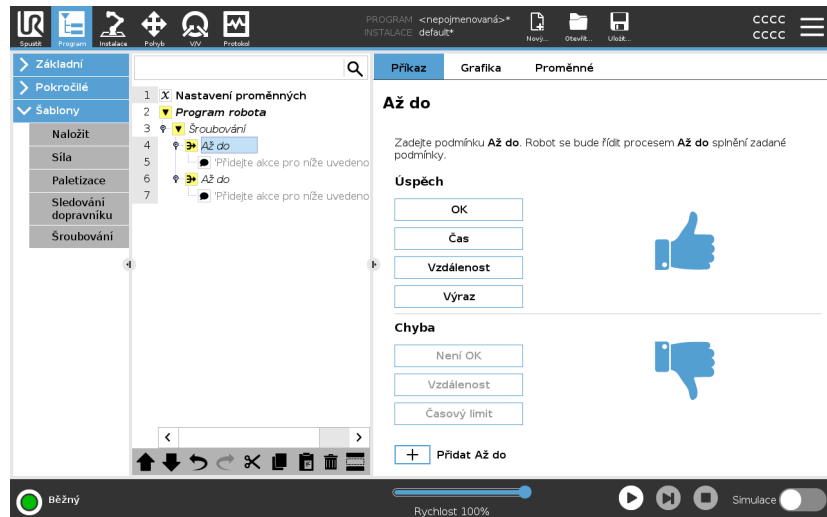 PROGRAM <nepojmenovaná>*
INSTALACE default*
Nový...
Otevřít...
Uložit...
CCCC
CCCC
Spustit
Program
Instalace
Pohyb
V/V
Protokol
Základní
Pokročilé
Šablony
Naložit
Síla
Paletizace
Sledování
dopravníku
Šroubování
1 X Nastavení proměnných
2 Program robota
3 Šroubování
4 Až do
5 'Přidejte akce pro níže uvedeno
6 Až do
7 'Přidejte akce pro níže uvedeno
Příkaz
Grafika
Proměnné
Až do
Zadejte podmínku Až do. Robot se bude řídit procesem Až do splnění zadané
podmínky.
Úspěch
OK
Čas
Vzdálenost
Výraz
Chyba
Není OK
Vzdálenost
Časový limit
Přidat Až do
Běžný
Rychlost 100%
Simulace